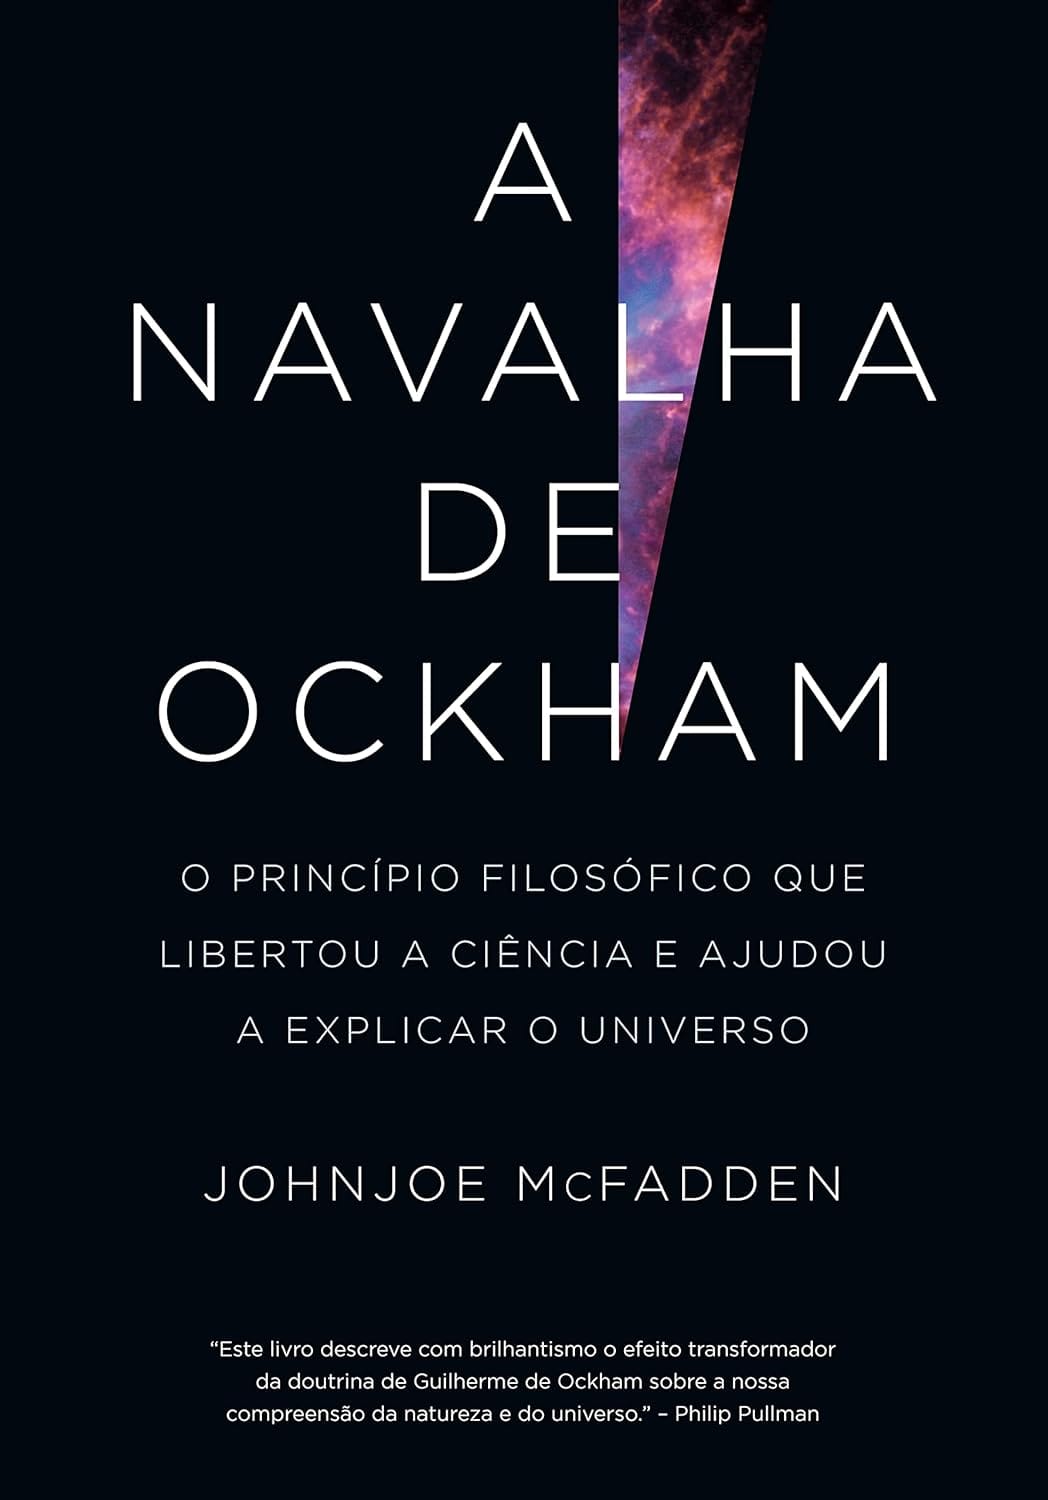 A
NAVALHA
DE
OCKHAM
O PRINCÍPIO FILOSÓFICO QUE
LIBERTOU A CIÊNCIA E AJUDOU
A EXPLICAR O UNIVERSO
JOHNJOE McFADDEN
“Este livro descreve com brilhantismo o efeito transformador
da doutrina de Guilherme de Ockham sobre a nossa
compreensão da natureza e do universo.” – Philip Pullman